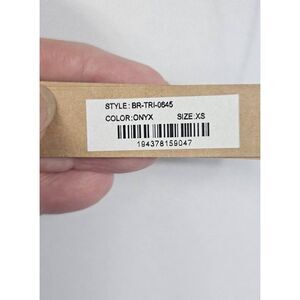 STYLE: BR-TRI-0645
COLOR: ONYX SIZE: XS
194378159047